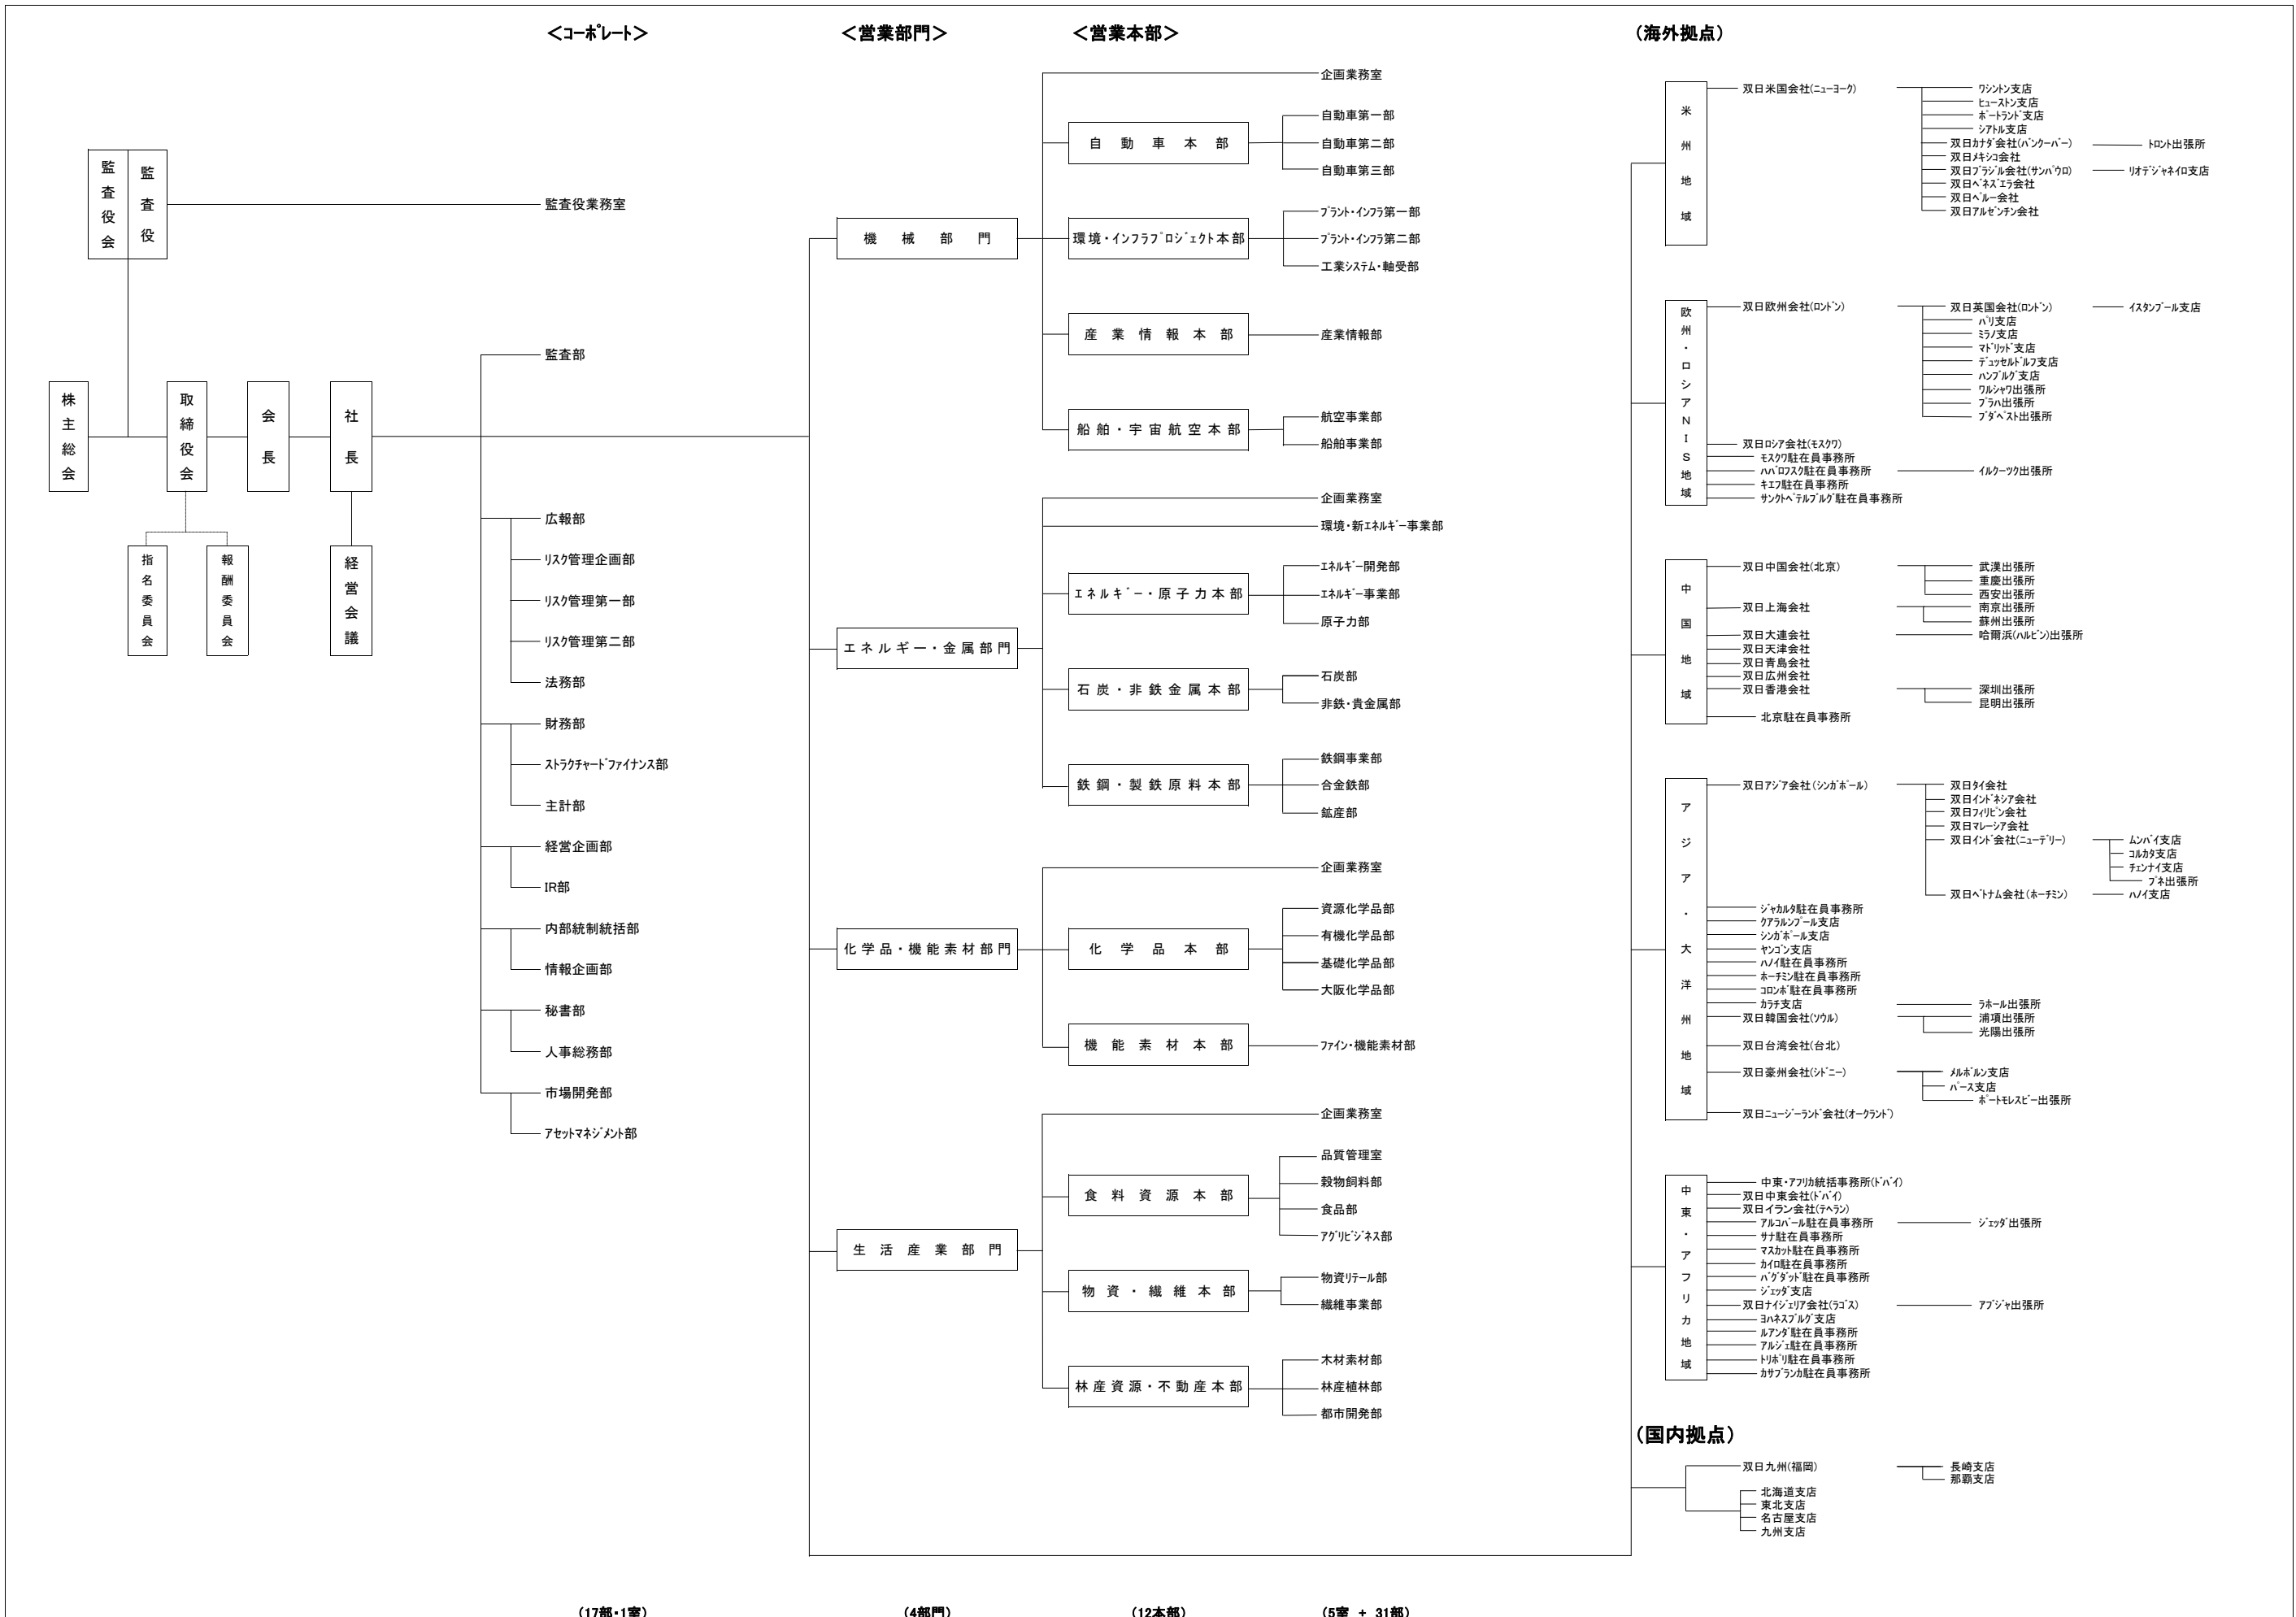 ＜コーポレート＞
＜営業部門＞
＜営業本部＞
(海外拠点)
監査役会
監査役
監査役業務室
株主総会
取締役会
会長
社長
指名委員会
報酬委員会
経営会議
監査部
広報部
リスク管理企画部
リスク管理第一部
リスク管理第二部
法務部
財務部
ストラクチャードファイナンス部
主計部
経営企画部
IR部
内部統制統括部
情報企画部
秘書部
人事総務部
市場開発部
アセットマネジメント部
機械部門
企画業務室
自動車本部
自動車第一部
自動車第二部
自動車第三部
環境・インフラプロジェクト本部
プラント・インフラ第一部
プラント・インフラ第二部
工業システム・軸受部
産業情報本部
産業情報部
船舶・宇宙航空本部
航空事業部
船舶事業部
エネルギー・金属部門
企画業務室
環境・新エネルギー事業部
エネルギー・原子力本部
エネルギー開発部
エネルギー事業部
原子力部
石炭・非鉄金属本部
石炭部
非鉄・貴金属部
鉄鋼・製鉄原料本部
鉄鋼事業部
合金鉄部
鉱産部
化学品・機能素材部門
企画業務室
化学品本部
資源化学品部
有機化学品部
基礎化学品部
大阪化学品部
機能素材本部
ファイン・機能素材部
生活産業部門
企画業務室
食料資源本部
品質管理室
穀物飼料部
食品部
アグリビジネス部
物資・繊維本部
物資リテール部
繊維事業部
林産資源・不動産本部
木材素材部
林産植林部
都市開発部
米州地域
双日米国会社(ニューヨーク)
ワシントン支店
ヒューストン支店
ポートランド支店
シアトル支店
双日カナダ会社(バンクーバー)
トロント出張所
双日メキシコ会社
双日ブラジル会社(サンパウロ)
リオデジャネイロ支店
双日ベネズエラ会社
双日ペルー会社
双日アルゼンチン会社
欧州・ロシアNIS地域
双日欧州会社(ロンドン)
双日英国会社(ロンドン)
イスタンブール支店
パリ支店
ミラノ支店
マドリッド支店
デュッセルドルフ支店
ハンブルグ支店
ワルシャワ出張所
プラハ出張所
ブダペスト出張所
双日ロシア会社(モスクワ)
モスクワ駐在員事務所
ハバロフスク駐在員事務所
イルクーツク出張所
キエフ駐在員事務所
サンクトペテルブルグ駐在員事務所
中国地域
双日中国会社(北京)
武漢出張所
重慶出張所
西安出張所
双日上海会社
南京出張所
蘇州出張所
双日大連会社
哈爾浜(ハルビン)出張所
双日天津会社
双日青島会社
双日広州会社
双日香港会社
深圳出張所
昆明出張所
北京駐在員事務所
アジア・大洋州地域
双日アジア会社(シンガポール)
双日タイ会社
双日インドネシア会社
双日フィリピン会社
双日マレーシア会社
双日インド会社(ニューデリー)
ムンバイ支店
コルカタ支店
チェンナイ支店
プネ出張所
双日ベトナム会社(ホーチミン)
ハノイ支店
ジャカルタ駐在員事務所
クアラルンプール支店
シンガポール支店
ヤンゴン支店
ハノイ駐在員事務所
ホーチミン駐在員事務所
コロンボ駐在員事務所
カラチ支店
ラホール出張所
双日韓国会社(ソウル)
浦項出張所
光陽出張所
双日台湾会社(台北)
双日豪州会社(シドニー)
メルボルン支店
パース支店
ポートモレスビー出張所
双日ニュージーランド会社(オークランド)
中東・アフリカ地域
中東・アフリカ統括事務所(ドバイ)
双日中東会社(ドバイ)
双日イラン会社(テヘラン)
アルコバール駐在員事務所
ジェッダ出張所
サナ駐在員事務所
マスカット駐在員事務所
カイロ駐在員事務所
バグダッド駐在員事務所
ジェッダ支店
双日ナイジェリア会社(ラゴス)
アブジャ出張所
ヨハネスブルグ支店
ルアンダ駐在員事務所
アルジェ駐在員事務所
トリポリ駐在員事務所
カサブランカ駐在員事務所
(国内拠点)
双日九州(福岡)
長崎支店
那覇支店
北海道支店
東北支店
名古屋支店
九州支店
(17部・1室)
(4部門)
(12本部)
(5室 + 31部)